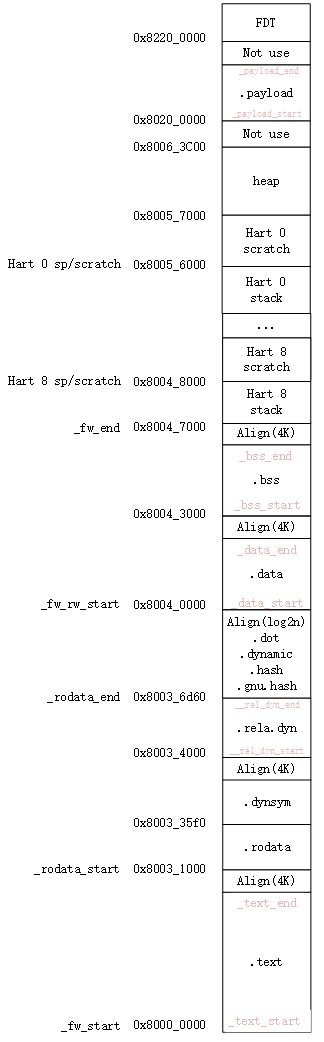 FDT
0x8220_0000
Not use
_payload_end
.payload
_payload_start
0x8020_0000
Not use
0x8006_3C00
heap
0x8005_7000
Hart 0
scratch
Hart 0 sp/scratch 0x8005_6000
Hart 0
stack
...
Hart 8
scratch
Hart 8 sp/scratch 0x8004_8000
Hart 8
stack
_fw_end 0x8004_7000
Align(4K)
_bss_end
.bss
_bss_start
0x8004_3000
Align(4K)
_data_end
.data
_fw_rw_start 0x8004_0000
_data_start
Align(log2n)
.dot
.dynamic
.hash
.gnu.hash
_rodata_end 0x8003_6d60
__rel_dyn_end
.rela.dyn
__rel_dyn_start
0x8003_4000
Align(4K)
.dynsym
0x8003_35f0
.rodata
_rodata_start 0x8003_1000
Align(4K)
_text_end
.text
_fw_start 0x8000_0000
_text_start